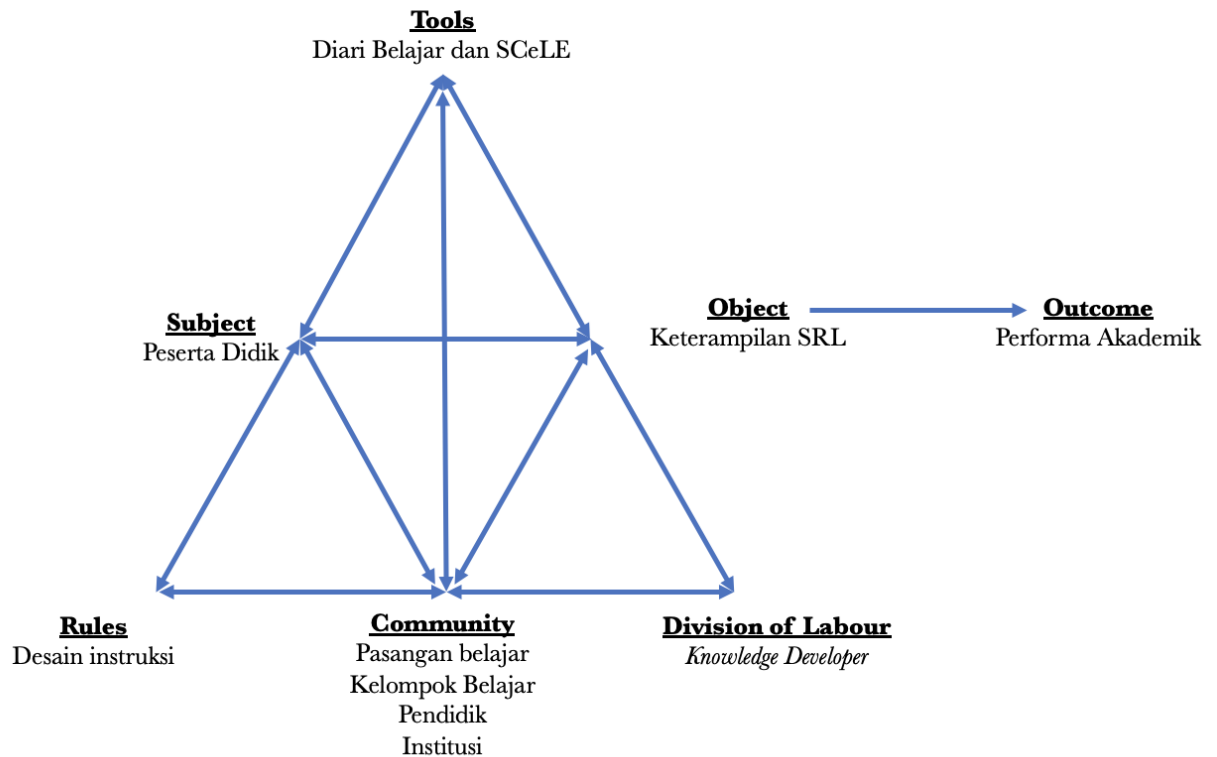 Tools
Diari Belajar dan SCeLE
Subject
Peserta Didik
Object
Keterampilan SRL
Outcome
Performa Akademik
Rules
Desain instruksi
Community
Pasangan belajar
Kelompok Belajar
Pendidik
Institusi
Division of Labour
Knowledge Developer